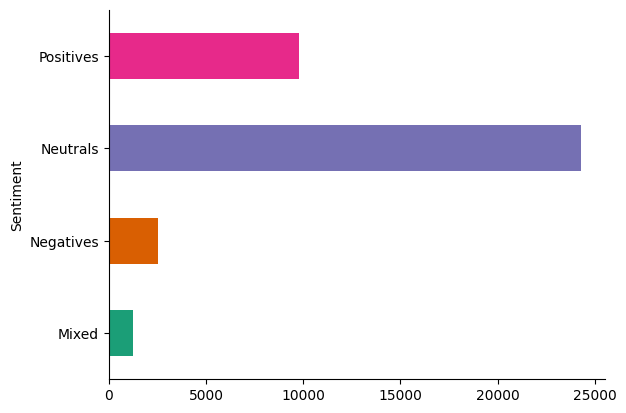 Sentiment
Positives
Neutrals
Negatives
Mixed
0 5000 10000 15000 20000 25000